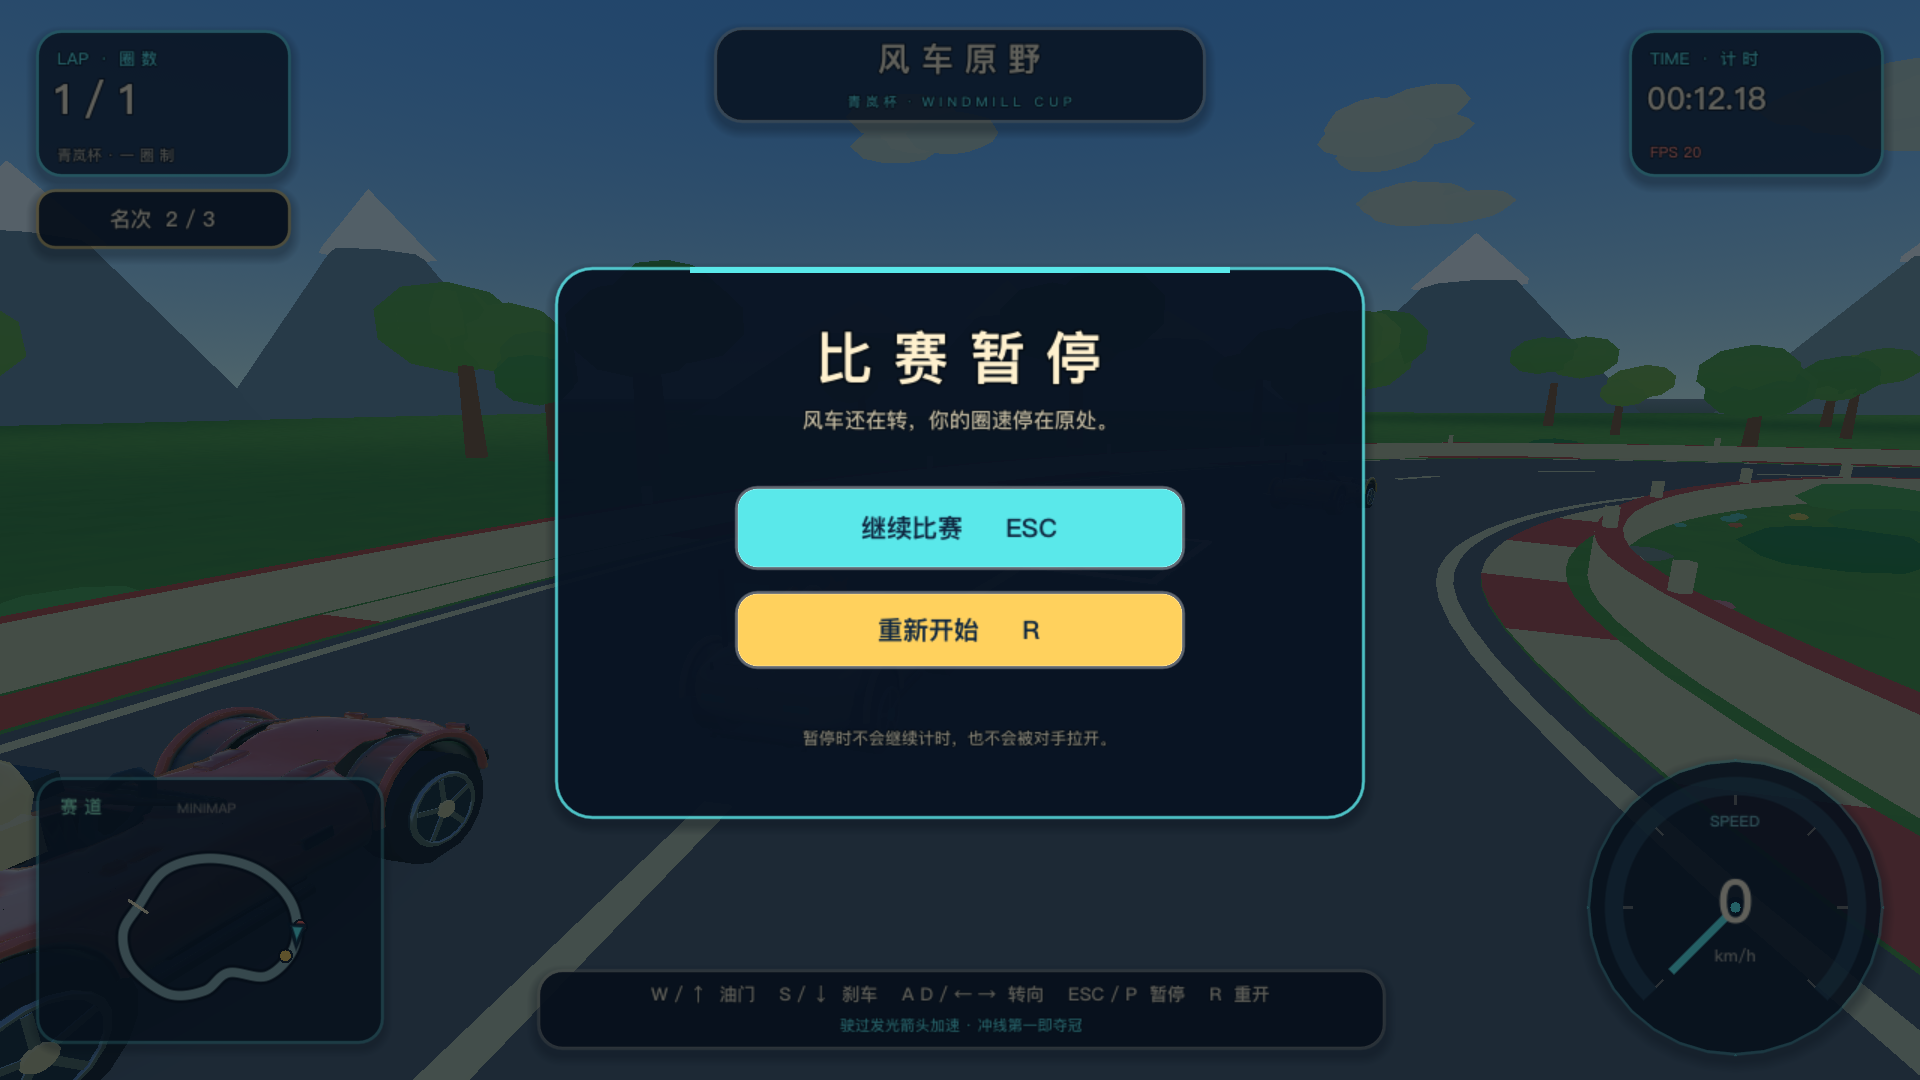 LAP · 圈数
1 / 1
青岚杯 · 一圈制
名次 2 / 3
风车原野
青岚杯 · WINDMILL CUP
TIME · 计时
00:12.18
FPS 20
比赛暂停
风车还在转，你的圈速停在原处。
继续比赛 ESC
重新开始 R
暂停时不会继续计时，也不会被对手拉开。
赛道 MINIMAP
SPEED
0
km/h
W / ↑ 油门 S / ↓ 刹车 A D / ← → 转向 ESC / P 暂停 R 重开
驶过发光箭头加速 · 冲线第一即夺冠